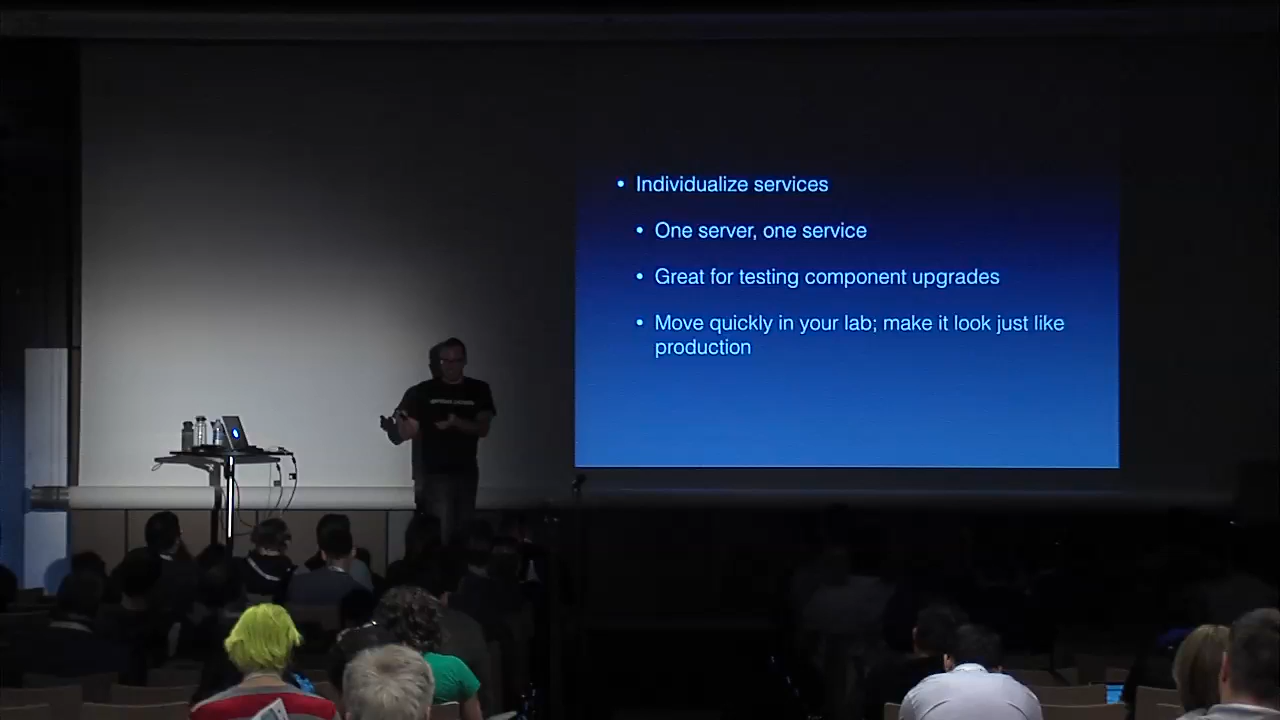 • Individualize services
• One server, one service
• Great for testing component upgrades
• Move quickly in your lab; make it look just like
production